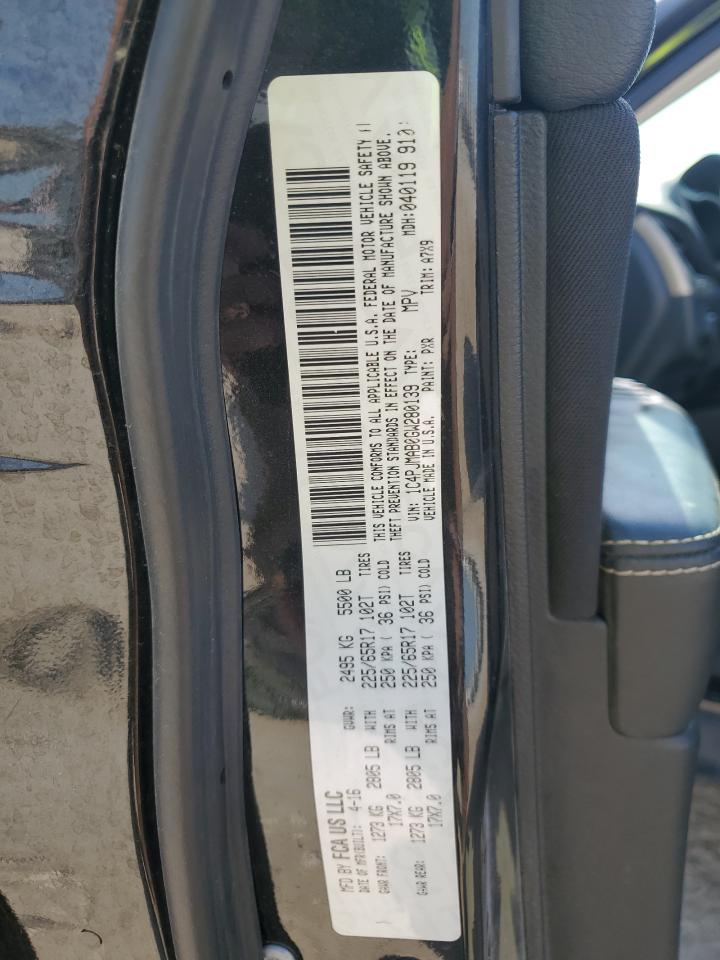 MFD BY FCA US LLC
DATE OF MFR(BUILT): 4-16 GVWR: 2495 KG 5500 LB
GAWR FRONT: 1273 KG 2805 LB WITH 225/65R17 102T TIRES
17X7.0 RIMS AT 250 KPA ( 36 PSI) COLD
GAWR REAR: 1273 KG 2805 LB WITH 225/65R17 102T TIRES
17X7.0 RIMS AT 250 KPA ( 36 PSI) COLD
THIS VEHICLE CONFORMS TO ALL APPLICABLE U.S.A. FEDERAL MOTOR VEHICLE SAFETY
THEFT PREVENTION STANDARDS IN EFFECT ON THE DATE OF MANUFACTURE SHOWN ABOVE.
VIN: 1C4PJMAB0GW280139 TYPE: MPV MDH:040119 910
VEHICLE MADE IN U.S.A. PAINT: PXR TRIM: A7X9